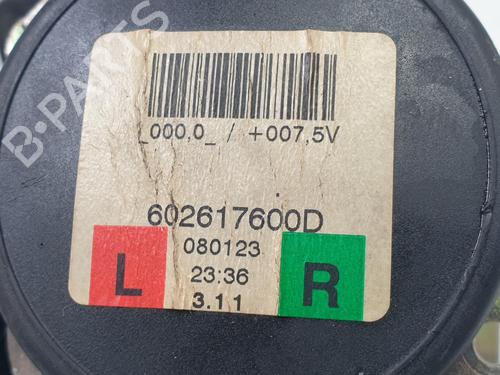 B-PARTS
_000,0_ / +007,5V
602617600D
080123
L
23:36
R
3.11